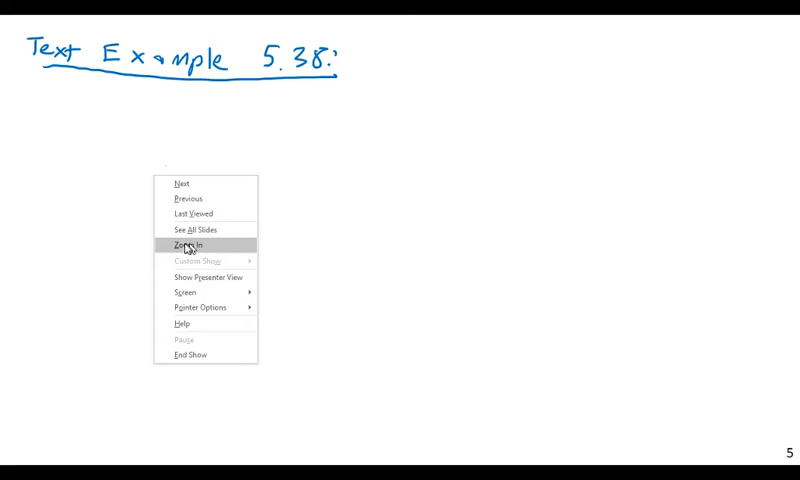 Text Example 5.38:
Next
Previous
Last Viewed
See All Slides
Zoom In
Custom Show
Show Presenter View
Screen
Pointer Options
Help
Pause
End Show
5